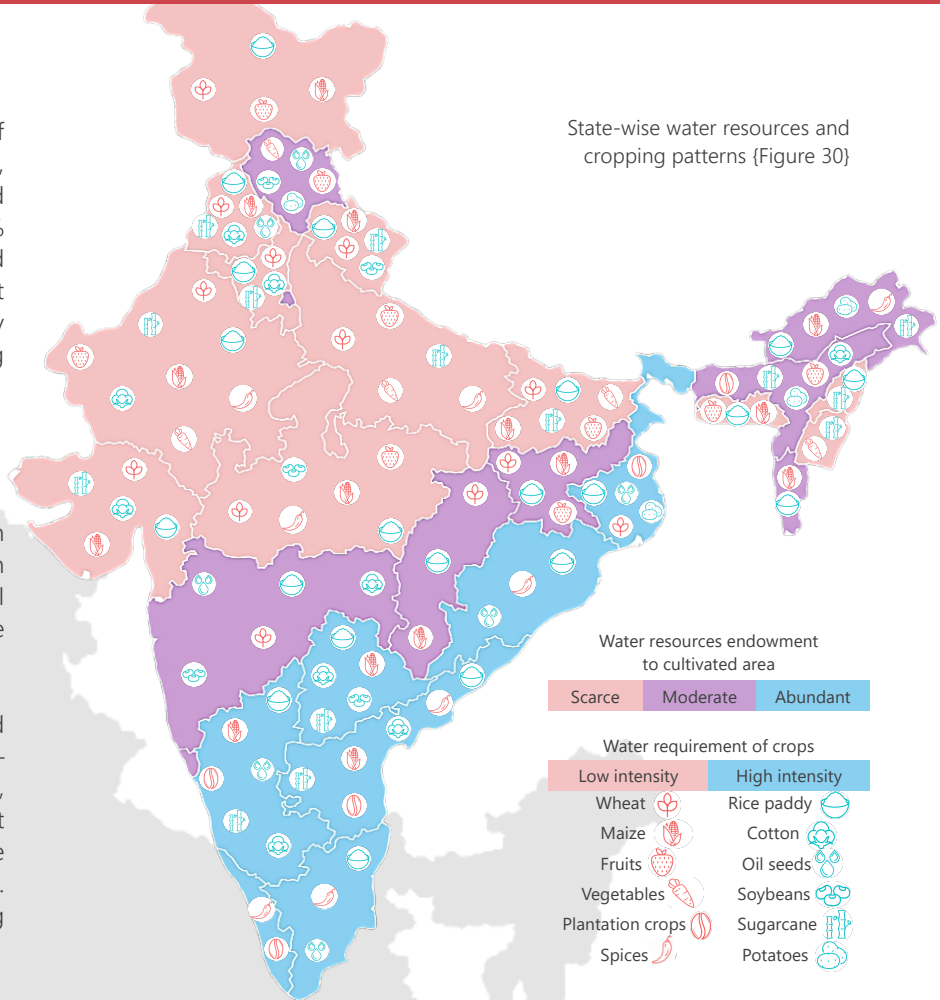 State-wise water resources and
cropping patterns {Figure 30}
Water resources endowment
to cultivated area
Scarce Moderate Abundant
Water requirement of crops
Low intensity High intensity
Wheat Rice paddy
Maize Cotton
Fruits Oil seeds
Vegetables Soybeans
Plantation crops Sugarcane
Spices Potatoes